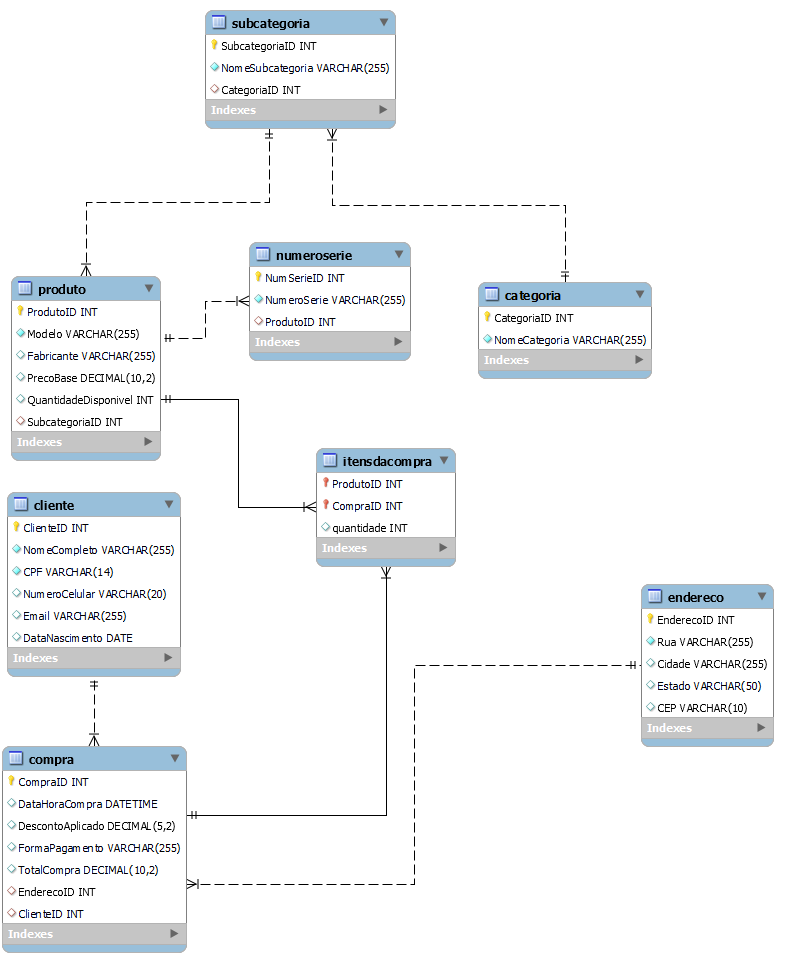 subcategoria
SubcategoriaID INT
NomeSubcategoria VARCHAR(255)
CategoriaID INT
Indexes
numeroserie
NumSerieID INT
NumeroSerie VARCHAR(255)
ProdutoID INT
Indexes
produto
ProdutoID INT
Modelo VARCHAR(255)
Fabricante VARCHAR(255)
PrecoBase DECIMAL(10,2)
QuantidadeDisponivel INT
SubcategoriaID INT
Indexes
categoria
CategoriaID INT
NomeCategoria VARCHAR(255)
Indexes
itensdacompra
ProdutoID INT
CompraID INT
quantidade INT
Indexes
cliente
ClienteID INT
NomeCompleto VARCHAR(255)
CPF VARCHAR(14)
NumeroCelular VARCHAR(20)
Email VARCHAR(255)
DataNascimento DATE
Indexes
endereco
EnderecoID INT
Rua VARCHAR(255)
Cidade VARCHAR(255)
Estado VARCHAR(50)
CEP VARCHAR(10)
Indexes
compra
CompraID INT
DataHoraCompra DATETIME
DescontoAplicado DECIMAL(5,2)
FormaPagamento VARCHAR(255)
TotalCompra DECIMAL(10,2)
EnderecoID INT
ClienteID INT
Indexes